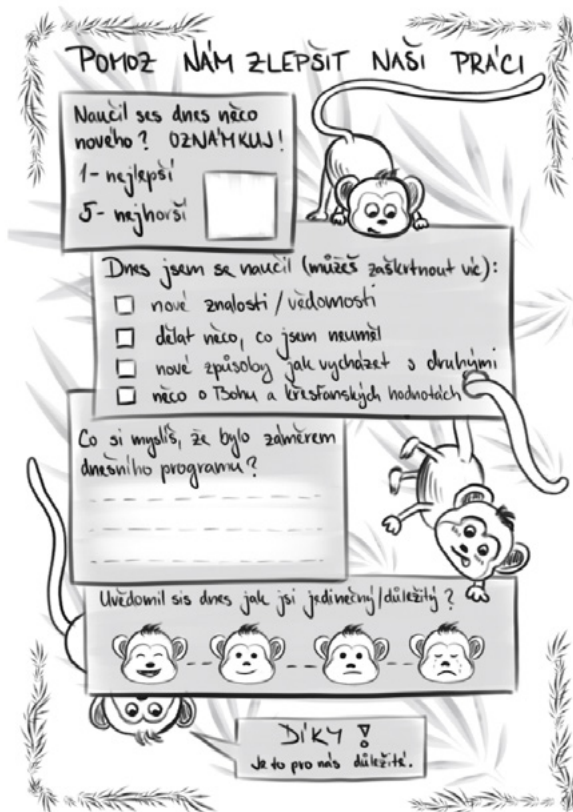 POMOZ NÁM ZLEPŠIT NAŠI PRÁCI
Naučil ses dnes něco
nového? OZNÁMKUJ!
1 - nejlepší
5 - nejhorší
Dnes jsem se naučil (můžeš zaškrtnout víc):
nové znalosti / vědomosti
dělat něco, co jsem neuměl
nové způsoby jak vycházet s druhými
něco o Bohu a křesťanských hodnotách
Co si myslíš, že bylo záměrem
dnešního programu?
Uvědomil sis dnes jak jsi jedinečný/důležitý?
DÍKY!
Je to pro nás důležité.